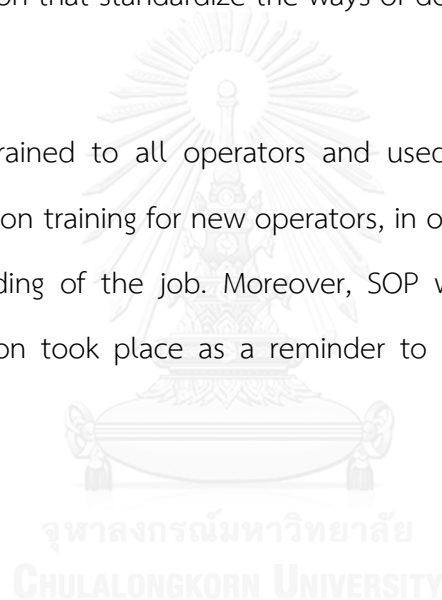 on that standardize the ways of
rained to all operators and used
on training for new operators, in
ding of the job. Moreover, SOP
on took place as a reminder to
จุฬาลงกรณ์มหาวิทยาลัย
CHULALONGKORN UNIVERSITY